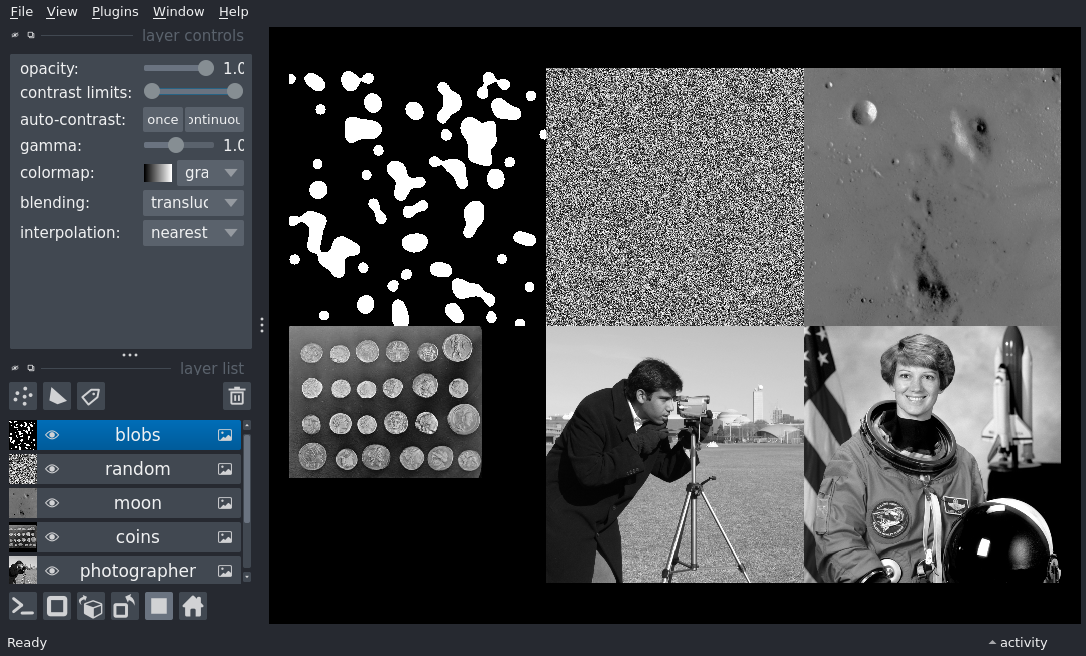 File View Plugins Window Help
layer controls
opacity: 1.0
contrast limits:
auto-contrast: once ontinuou
gamma: 1.0
colormap: gra
blending: transluc
interpolation: nearest
layer list
blobs
random
moon
coins
photographer
Ready
activity